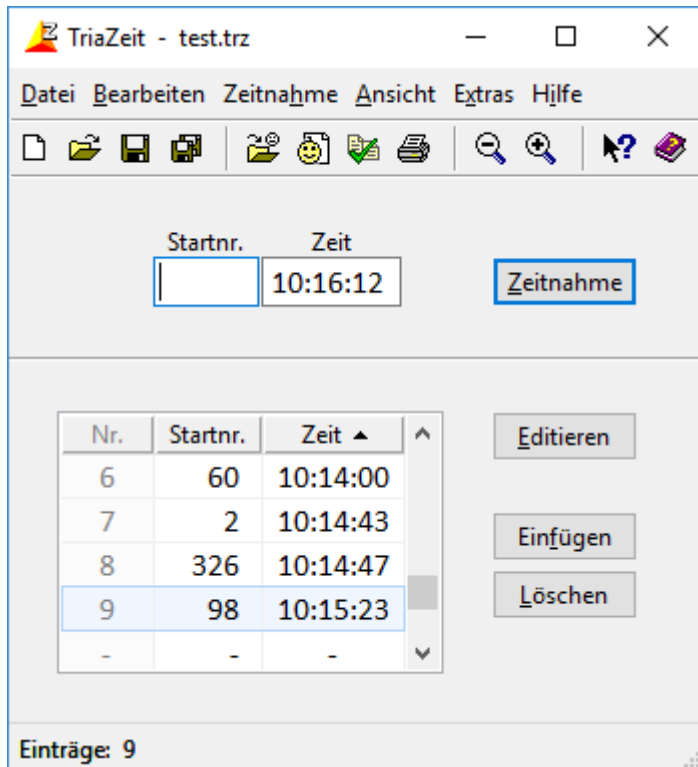 TriaZeit - test.trz
Datei Bearbeiten Zeitnahme Ansicht Extras Hilfe
Startnr. Zeit
10:16:12 Zeitnahme
Nr. Startnr. Zeit Editieren
6 60 10:14:00
7 2 10:14:43 Einfügen
8 326 10:14:47
9 98 10:15:23 Löschen
- - -
Einträge: 9